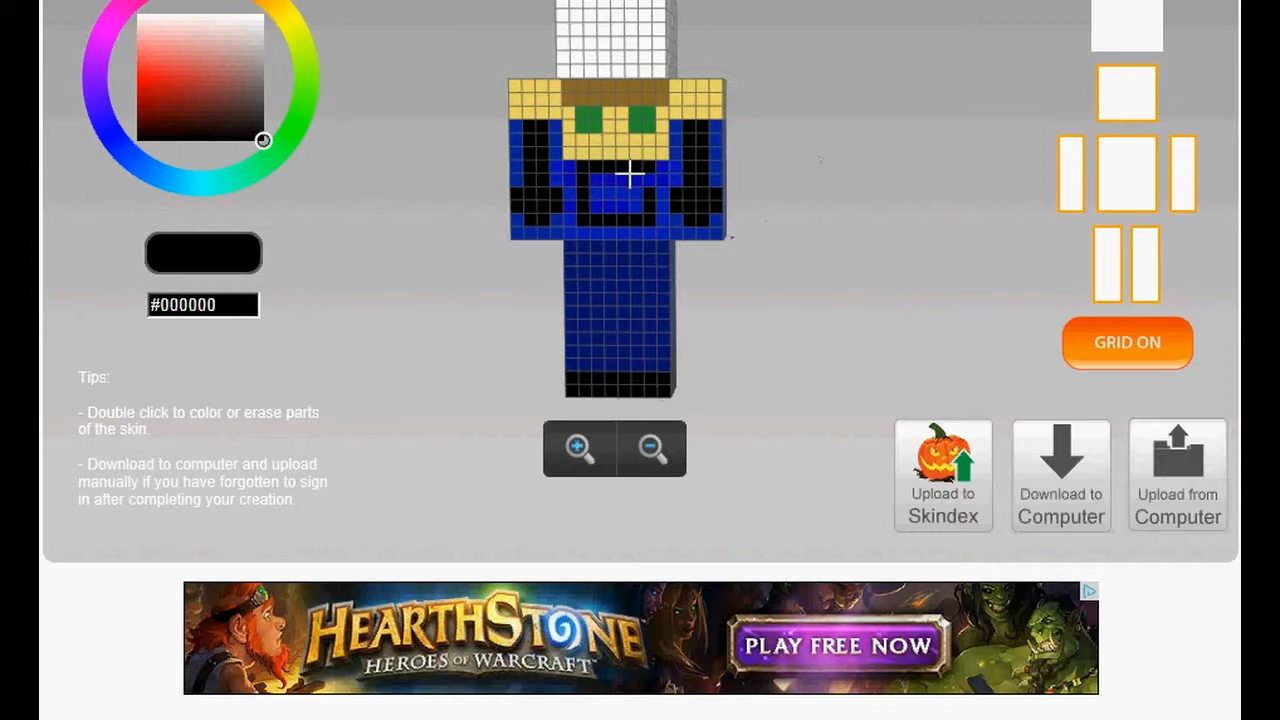 #000000
Tips:
- Double click to color or erase parts
of the skin.
- Download to computer and upload
manually if you have forgotten to sign
in after completing your creation.
GRID ON
Upload to
Skindex
Download to
Computer
Upload from
Computer
HEARTHSTONE
HEROES OF WARCRAFT
PLAY FREE NOW